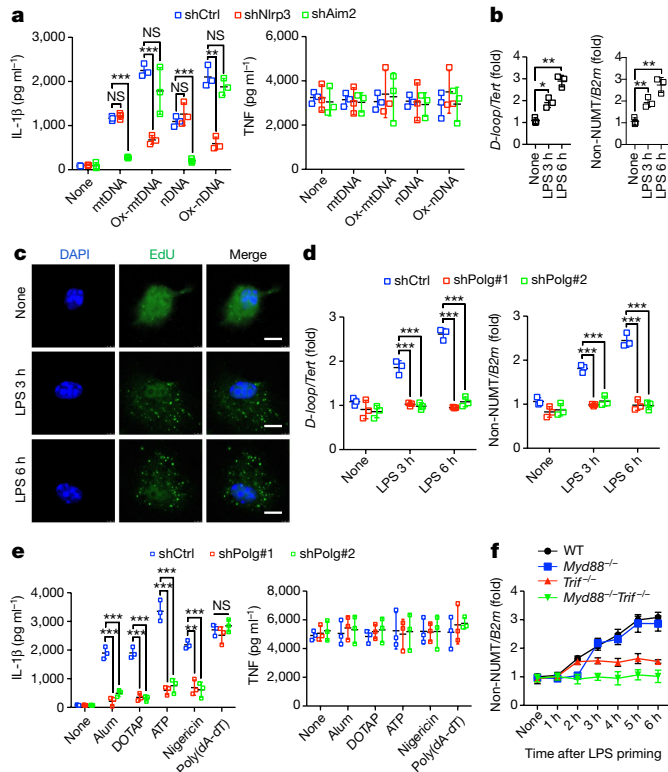 a
shCtrl shNlrp3 shAim2
IL-1β (pg ml⁻¹)
3,000
2,000
1,000
0
NS
***
NS
***
NS
***
NS
**
None
mtDNA
Ox-mtDNA
nDNA
Ox-nDNA
TNF (pg ml⁻¹)
8,000
6,000
4,000
2,000
0
None
mtDNA
Ox-mtDNA
nDNA
Ox-nDNA
b
D-loop/Tert (fold)
4
3
2
1
0
**
*
None
LPS 3 h
LPS 6 h
Non-NUMT/B2m (fold)
4
3
2
1
0
**
**
None
LPS 3 h
LPS 6 h
c
DAPI EdU Merge
None
LPS 3 h
LPS 6 h
d
shCtrl shPolg#1 shPolg#2
D-loop/Tert (fold)
3
2
1
0
***
***
***
***
None
LPS 3 h
LPS 6 h
Non-NUMT/B2m (fold)
3
2
1
0
***
***
***
***
None
LPS 3 h
LPS 6 h
e
shCtrl shPolg#1 shPolg#2
IL-1β (pg ml⁻¹)
4,000
3,000
2,000
1,000
0
***
***
***
***
***
***
***
**
NS
None
Alum
DOTAP
ATP
Nigericin
Poly(dA-dT)
TNF (pg ml⁻¹)
8,000
6,000
4,000
2,000
0
None
Alum
DOTAP
ATP
Nigericin
Poly(dA-dT)
f
WT
Myd88⁻/⁻
Trif⁻/⁻
Myd88⁻/⁻Trif⁻/⁻
Non-NUMT/B2m (fold)
4
3
2
1
0
None
1 h
2 h
3 h
4 h
5 h
6 h
Time after LPS priming